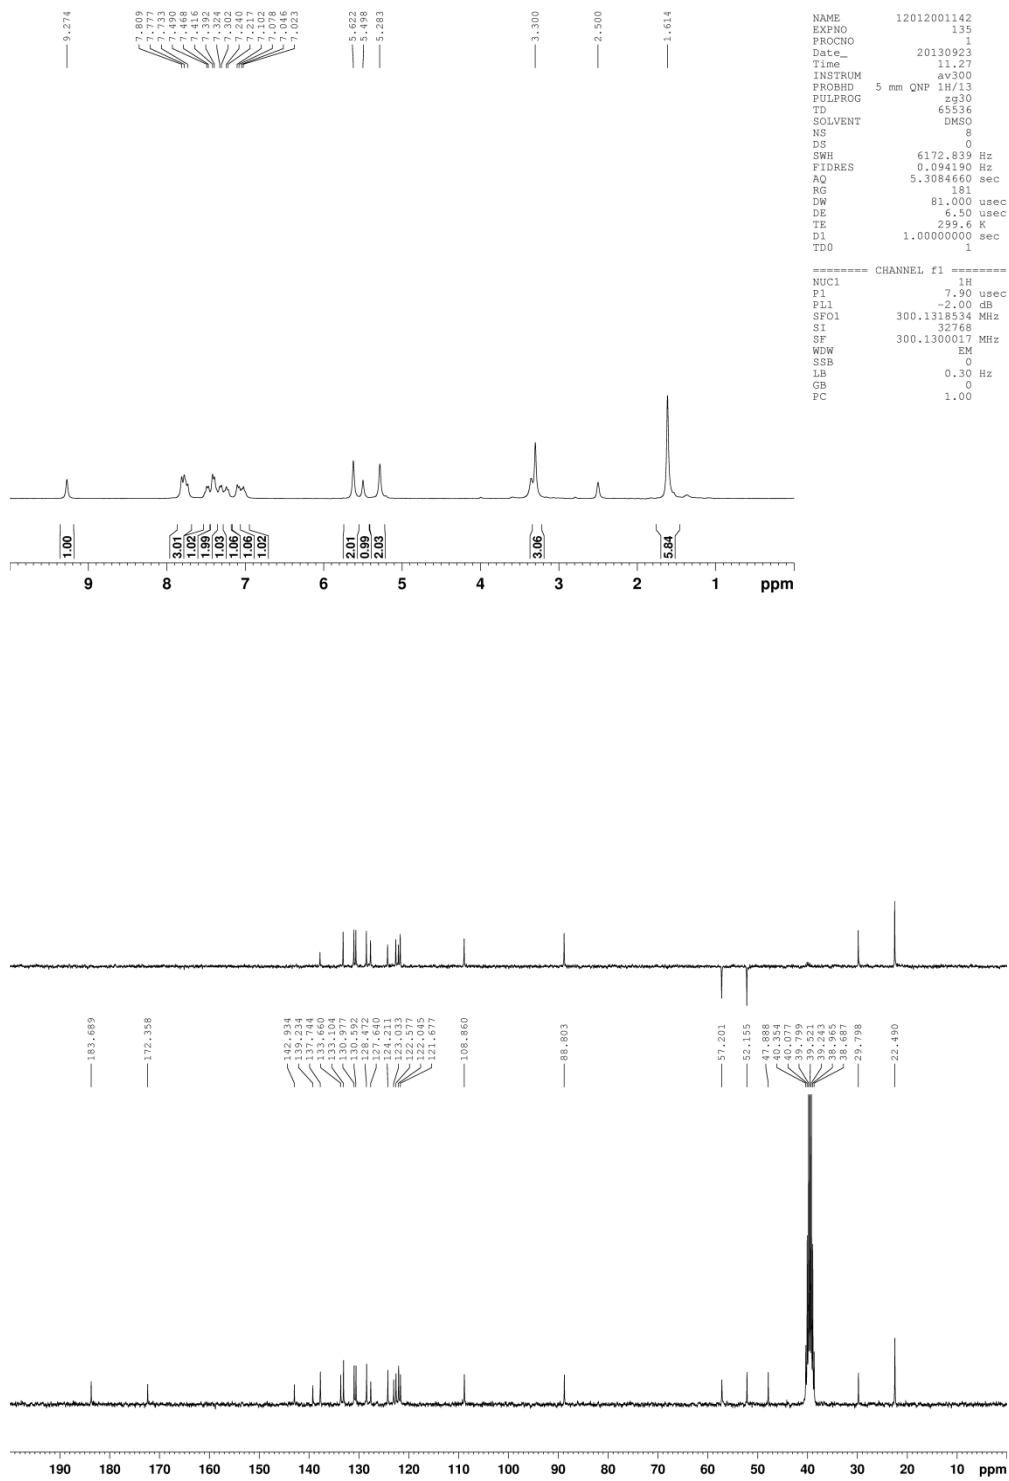 9.274
7.809
7.777
7.733
7.490
7.468
7.416
7.392
7.324
7.302
7.240
7.217
7.102
7.078
7.046
7.023
5.622
5.498
5.283
3.300
2.500
1.614
NAME 12012001142
EXPNO 135
PROCNO 1
Date_ 20130923
Time 11.27
INSTRUM av300
PROBHD 5 mm QNP 1H/13
PULPROG zg30
TD 65536
SOLVENT DMSO
NS 8
DS 0
SWH 6172.839 Hz
FIDRES 0.094190 Hz
AQ 5.3084660 sec
RG 181
DW 81.000 usec
DE 6.50 usec
TE 299.6 K
D1 1.00000000 sec
TD0 1
======== CHANNEL f1 ========
NUC1 1H
P1 7.90 usec
PL1 -2.00 dB
SFO1 300.1318534 MHz
SI 32768
SF 300.1300017 MHz
WDW EM
SSB 0
LB 0.30 Hz
GB 0
PC 1.00
1.00
3.01
1.02
1.99
1.03
1.06
1.06
1.02
2.01
0.99
2.03
3.06
5.84
9 8 7 6 5 4 3 2 1 ppm
183.689
172.358
142.934
139.234
137.744
133.660
133.104
130.977
130.592
128.472
127.640
124.211
123.033
122.577
122.045
121.677
108.860
88.803
57.201
52.155
47.888
40.354
40.077
39.799
39.521
39.243
38.965
38.687
29.798
22.490
190 180 170 160 150 140 130 120 110 100 90 80 70 60 50 40 30 20 10 ppm